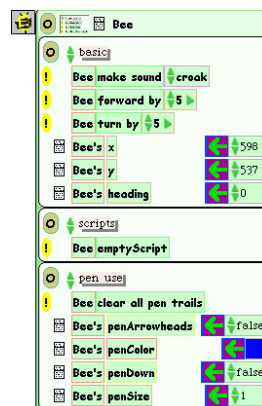 Bee
basic
Bee make sound croak
Bee forward by 5
Bee turn by 5
Bee's x 598
Bee's y 537
Bee's heading 0
scripts
Bee emptyScript
pen use
Bee clear all pen trails
Bee's penArrowheads false
Bee's penColor
Bee's penDown false
Bee's penSize 1